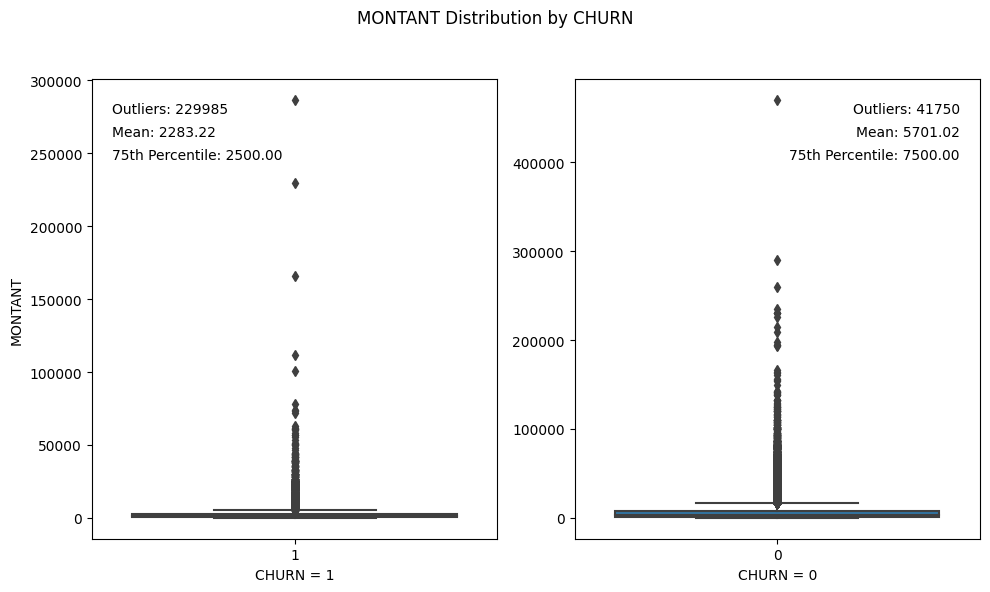 MONTANT Distribution by CHURN
MONTANT
300000
250000
200000
150000
100000
50000
0
Outliers: 229985
Mean: 2283.22
75th Percentile: 2500.00
1
CHURN = 1
400000
300000
200000
100000
0
Outliers: 41750
Mean: 5701.02
75th Percentile: 7500.00
0
CHURN = 0